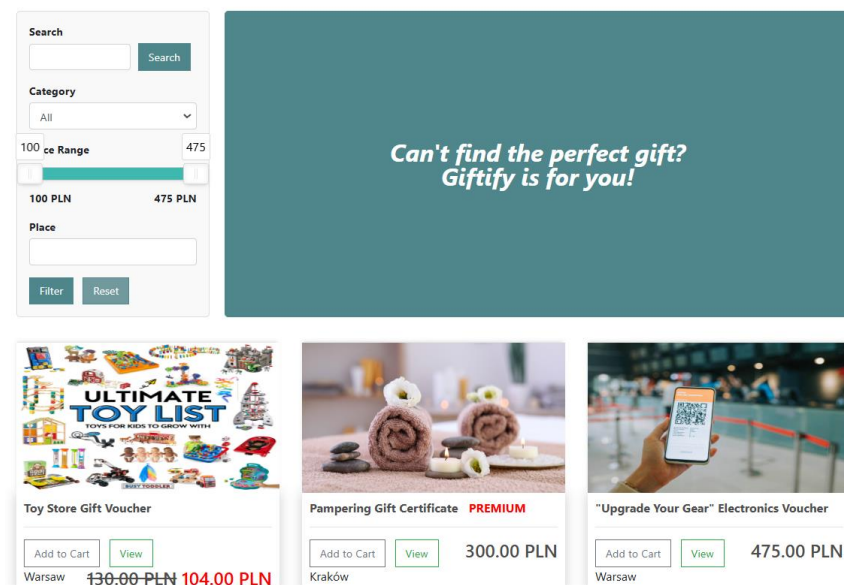 Search
Search
Category
All
100 ce Range 475
100 PLN 475 PLN
Place
Filter Reset
Can't find the perfect gift?
Giftify is for you!
ULTIMATE
TOY LIST
TOYS FOR KIDS TO GROW WITH
BUSY TODDLER
Toy Store Gift Voucher
Add to Cart View
Warsaw 130.00 PLN 104.00 PLN
Pampering Gift Certificate PREMIUM
Add to Cart View 300.00 PLN
Kraków
"Upgrade Your Gear" Electronics Voucher
Add to Cart View 475.00 PLN
Warsaw